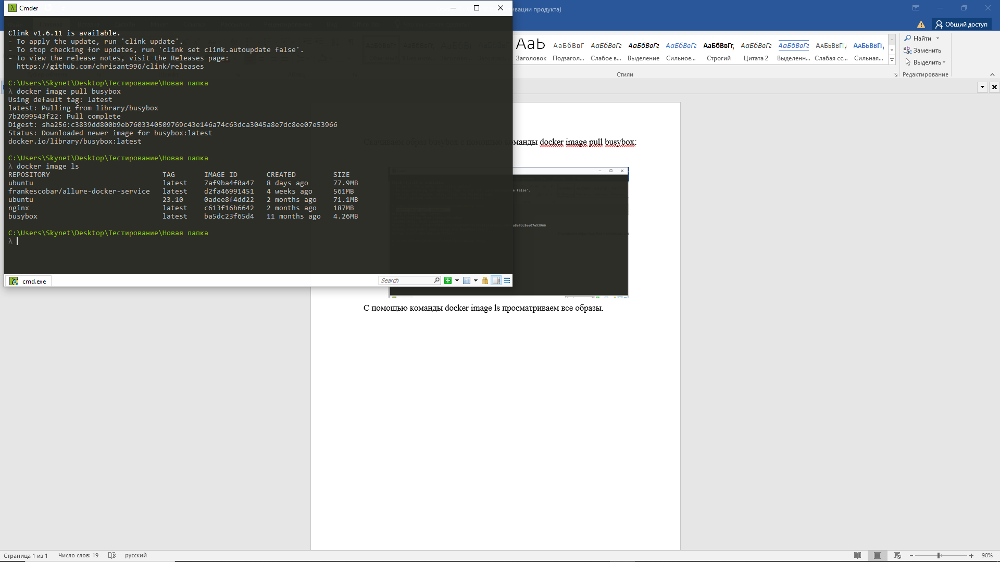 Cmder
Clink v1.6.11 is available.
- To apply the update, run 'clink update'.
- To stop checking for updates, run 'clink set clink.autoupdate false'.
- To view the release notes, visit the Releases page:
https://github.com/chrisant996/clink/releases
C:\Users\Skynet\Desktop\Тестирование\Новая папка
λ docker image pull busybox
Using default tag: latest
latest: Pulling from library/busybox
7b2699543f22: Pull complete
Digest: sha256:c3839dd800b9eb7603340509769c43e146a74c63dca3045a8e7dc8ee07e53966
Status: Downloaded newer image for busybox:latest
docker.io/library/busybox:latest
C:\Users\Skynet\Desktop\Тестирование\Новая папка
λ docker image ls
REPOSITORY TAG IMAGE ID CREATED SIZE
ubuntu latest 7af9ba4f0a47 8 days ago 77.9MB
frankescobar/allure-docker-service latest d2fa46991451 4 weeks ago 561MB
ubuntu 23.10 0adee8f4dd22 2 months ago 71.1MB
nginx latest c613f16b6642 2 months ago 187MB
busybox latest ba5dc23f65d4 11 months ago 4.26MB
C:\Users\Skynet\Desktop\Тестирование\Новая папка
λ
cmd.exe
Search
ивации продукта)
Общий доступ
АаЬ АаБбВвГ АаБбВвГг АаБбВвГг АаБбВвГг АаБбВвГг, АаБбВвГг АаБбВвГг ААББВВГГД ААББВВГГ,
Заголовок Подзагол... Слабое в... Выделение Сильное... Строгий Цитата 2 Выделенн... Слабая сс... Сильная...
Стили
Найти
Заменить
Выделить
Редактирование
Скачиваем образ busybox с помощью команды docker image pull busybox:
e false'.
a8e7dc8ee07e53966
С помощью команды docker image ls просматриваем все образы.
Страница 1 из 1 Число слов: 19 русский
90%